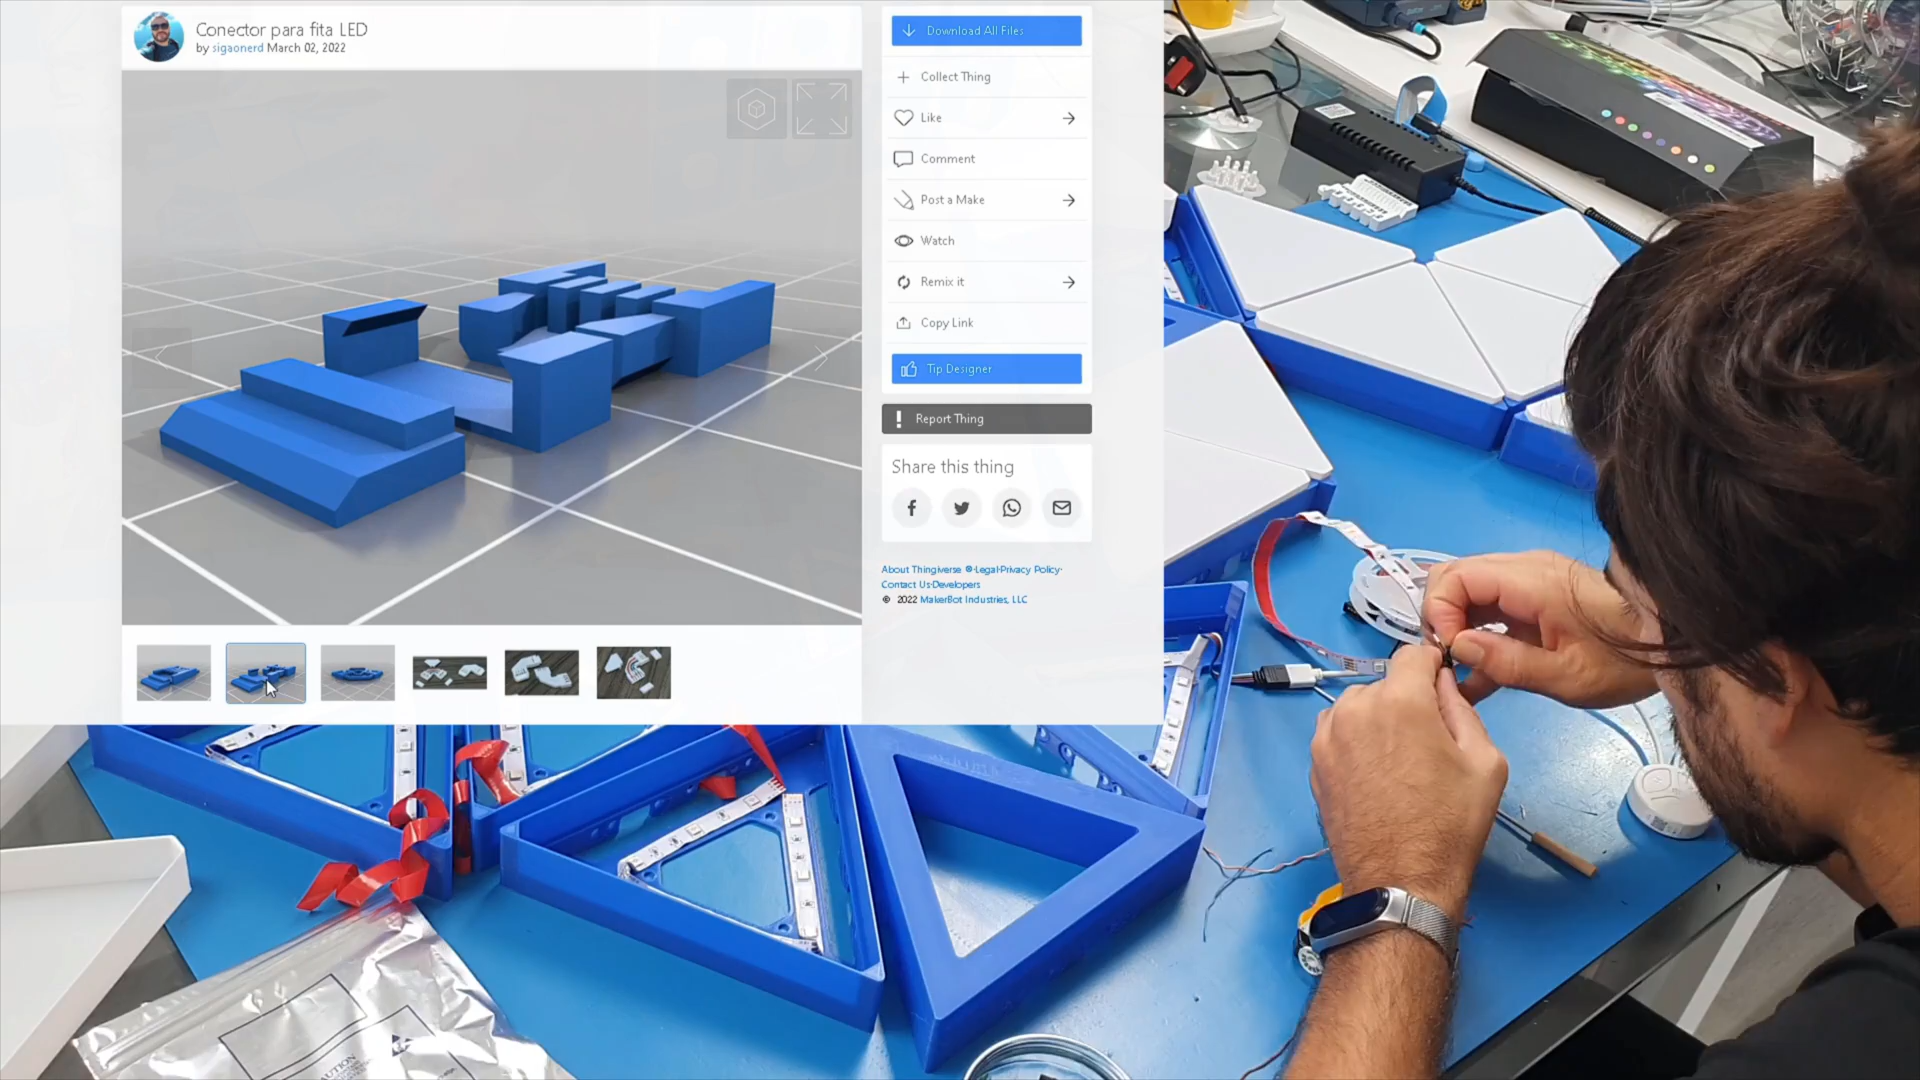 Conector para fita LED
by sigaonerd March 02, 2022
Download All Files
Collect Thing
Like
Comment
Post a Make
Watch
Remix it
Copy Link
Tip Designer
Report Thing
Share this thing
About Thingiverse ®·Legal·Privacy Policy·
Contact Us·Developers
© 2022 MakerBot Industries, LLC